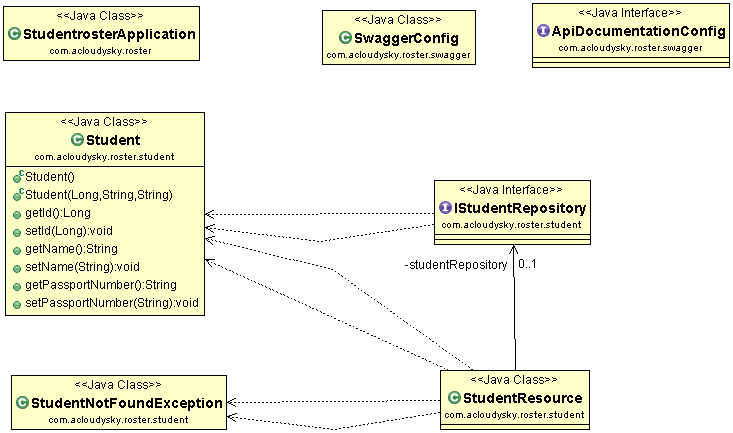 <<Java Class>>
StudentrosterApplication
com.acloudysky.roster
<<Java Class>>
SwaggerConfig
com.acloudysky.roster.swagger
<<Java Interface>>
ApiDocumentationConfig
com.acloudysky.roster.swagger
<<Java Class>>
Student
com.acloudysky.roster.student
Student()
Student(Long,String,String)
getId():Long
setId(Long):void
getName():String
setName(String):void
getPassportNumber():String
setPassportNumber(String):void
<<Java Interface>>
IStudentRepository
com.acloudysky.roster.student
-studentRepository 0..1
<<Java Class>>
StudentNotFoundException
com.acloudysky.roster.student
<<Java Class>>
StudentResource
com.acloudysky.roster.student